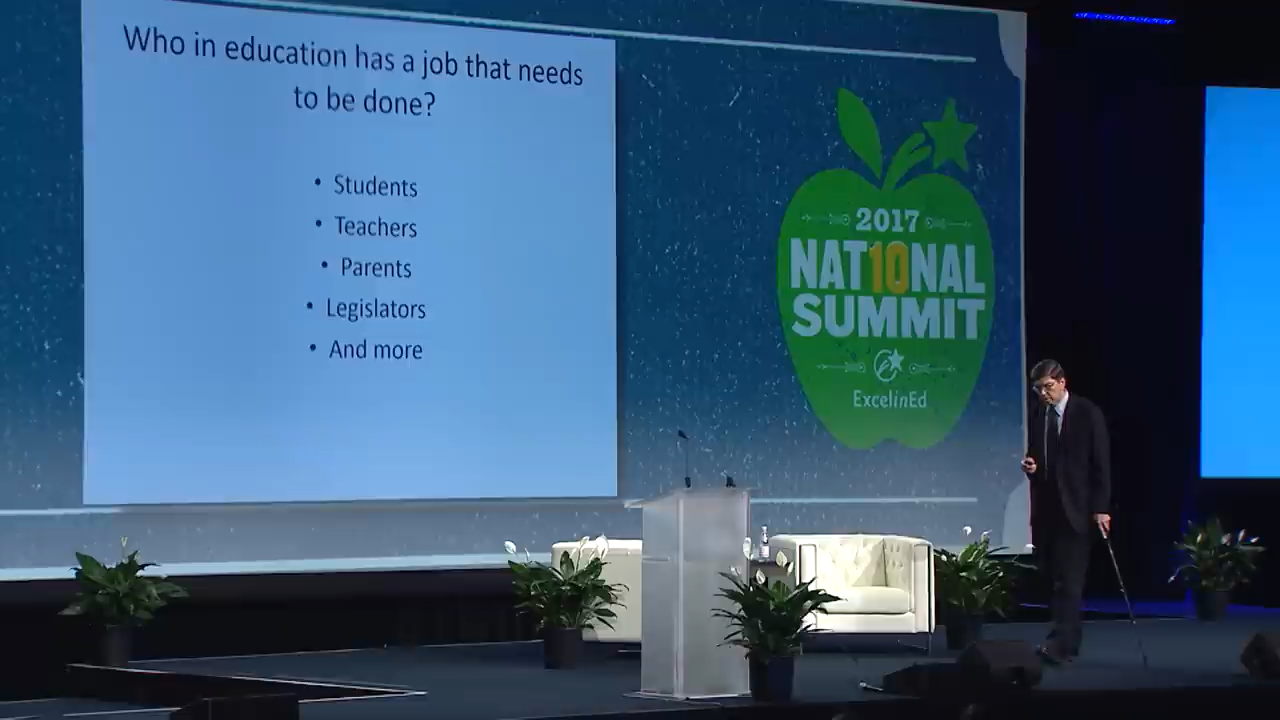 Who in education has a job that needs
to be done?
• Students
• Teachers
• Parents
• Legislators
• And more
2017
NAT10NAL
SUMMIT
ExcelinEd